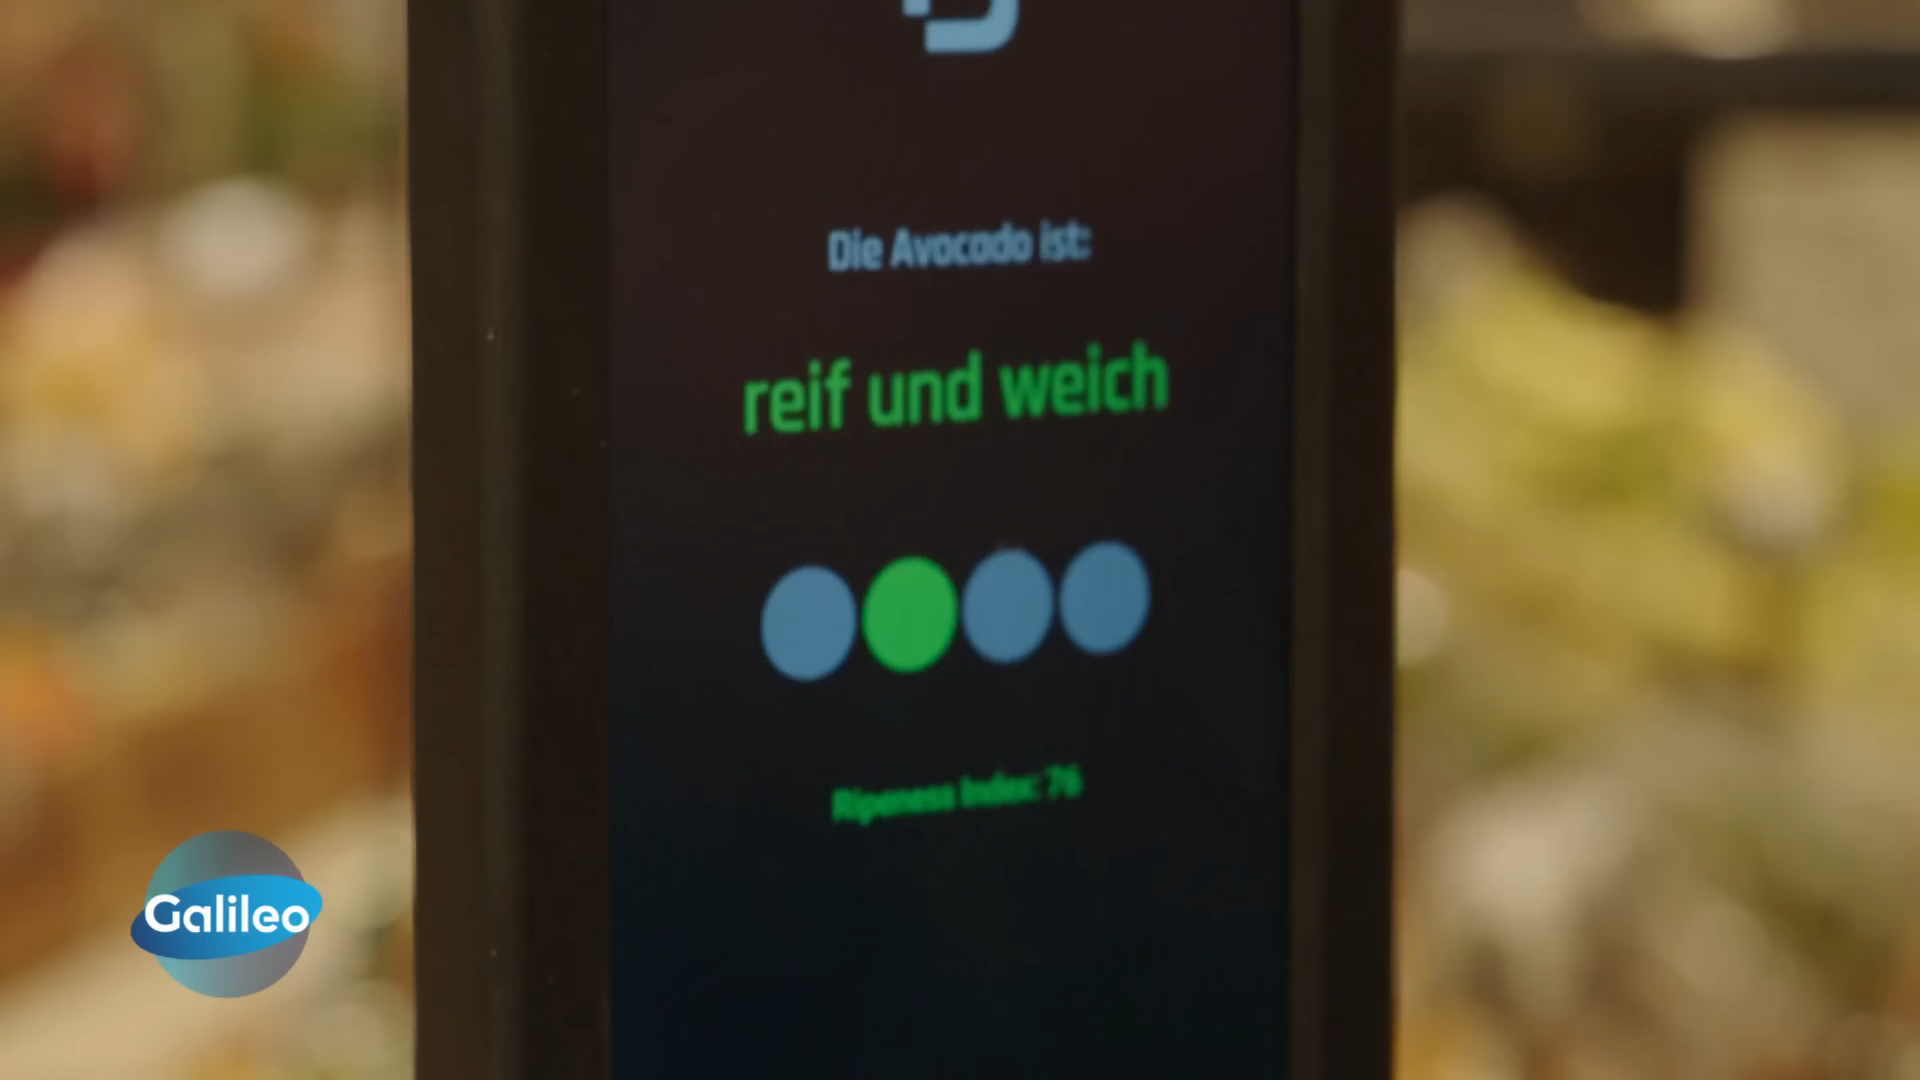 Die Avocado ist:
reif und weich
Ripeness Index: 76
Galileo